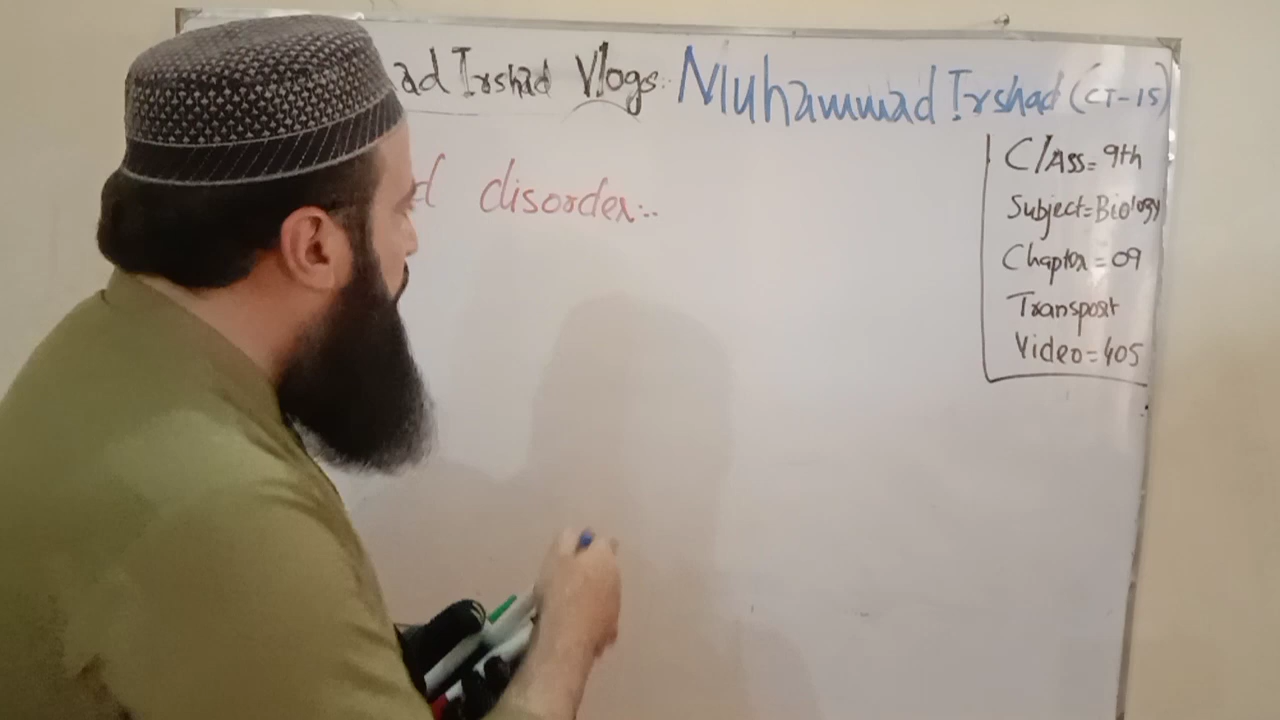 ad Irshad Vlogs. Muhammad Irshad (CT-15)
disorder:..
Class= 9th
Subject=Biology
Chapter = 09
Transport
Video=405